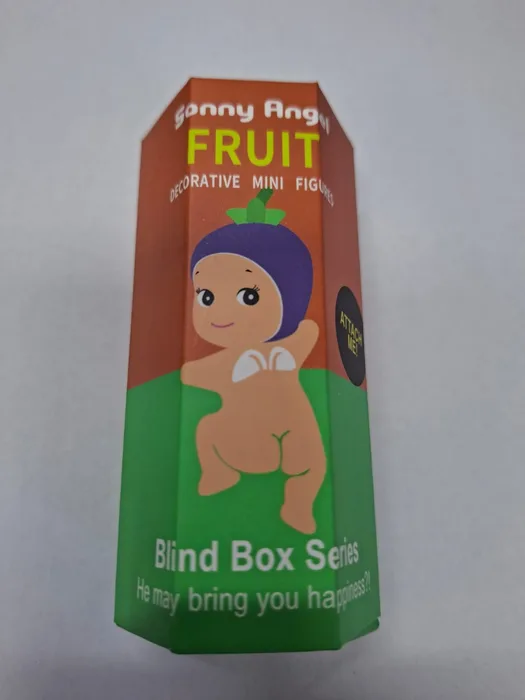 Sonny Angel
FRUIT
DECORATIVE MINI FIGURES
ATTACH
ME!
Blind Box Series
He may bring you happiness?!